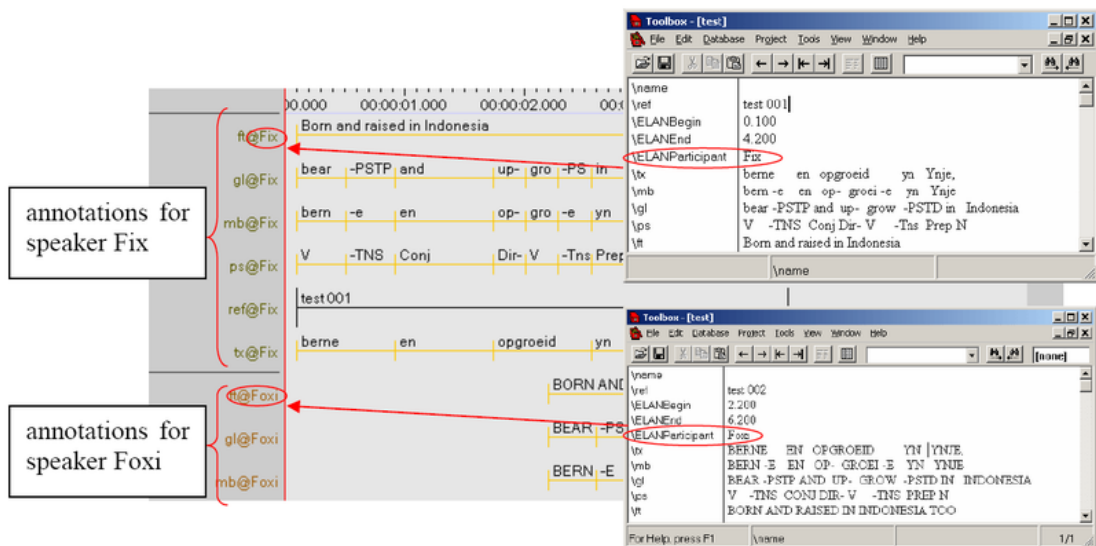 annotations for
speaker Fix
annotations for
speaker Foxi
00.000 00:00:01.000 00:00:02.000 00:
ft@Fix Born and raised in Indonesia
gl@Fix bear -PSTP and up- gro -PS in
mb@Fix bern -e en op- gro -e yn
ps@Fix V -TNS Conj Dir- V -Tns Prep
ref@Fix test 001
tx@Fix berne en opgroeid yn
ft@Foxi BORN AND
gl@Foxi BEAR -PS
mb@Foxi BERN -E
Toolbox - [test]
File Edit Database Project Tools View Window Help
\name
\ref test 001
\ELANBegin 0.100
\ELANEnd 4.200
\ELANParticipant Fix
\tx berne en opgroeid yn Ynje,
\mb bern -e en op- groei -e yn Ynje
\gl bear -PSTP and up- grow -PSTD in Indonesia
\ps V -TNS Conj Dir- V -Tns Prep N
\ft Born and raised in Indonesia
\name
Toolbox - [test]
File Edit Database Project Tools View Window Help
[none]
\name
\ref test 002
\ELANBegin 2.200
\ELANEnd 6.200
\ELANParticipant Foxi
\tx BERNE EN OPGROEID YN YNJE,
\mb BERN -E EN OP- GROEI -E YN YNJE
\gl BEAR -PSTP AND UP- GROW -PSTD IN INDONESIA
\ps V -TNS CONJ DIR- V -TNS PREP N
\ft BORN AND RAISED IN INDONESIA TOO
For Help, press F1 \name 1/1